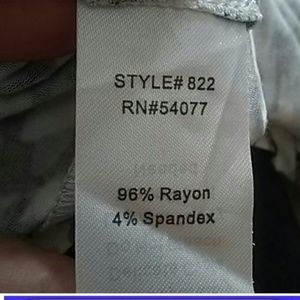 STYLE# 822
RN#54077
96% Rayon
4% Spandex